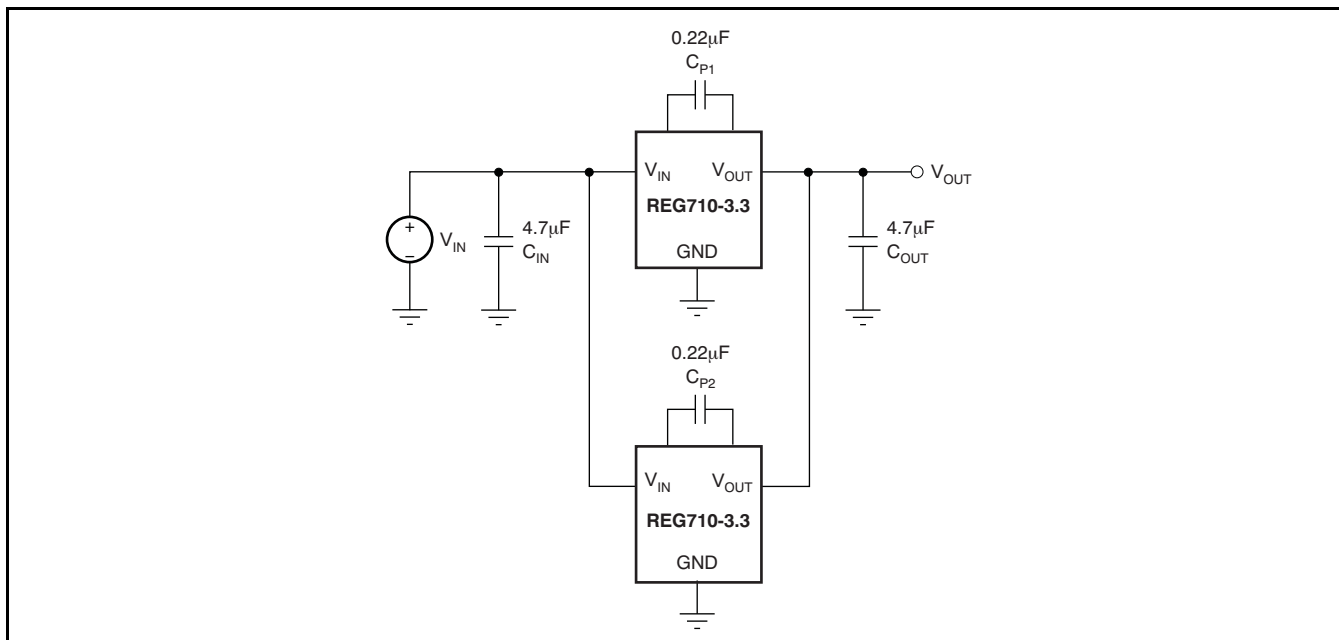 0.22μF
CP1
VIN
VOUT
REG710-3.3
GND
+
–
VIN
4.7μF
CIN
4.7μF
COUT
VOUT
0.22μF
CP2
VIN
VOUT
REG710-3.3
GND